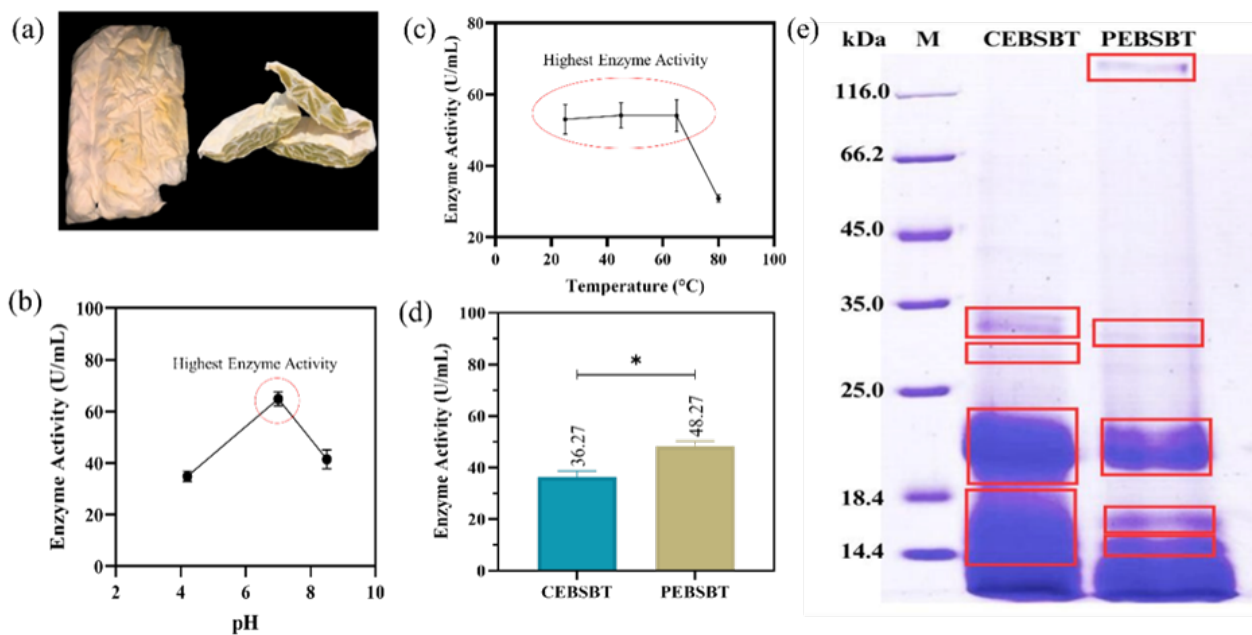 (a)
(b)
100
80
60
40
20
0
Enzyme Activity (U/mL)
Highest Enzyme Activity
2
4
6
8
10
pH
(c)
80
60
40
20
Enzyme Activity (U/mL)
Highest Enzyme Activity
0
20
40
60
80
100
Temperature (°C)
(d)
100
80
60
40
20
0
Enzyme Activity (U/mL)
*
36.27
48.27
CEBSBT
PEBSBT
(e)
kDa M CEBSBT PEBSBT
116.0
66.2
45.0
35.0
25.0
18.4
14.4